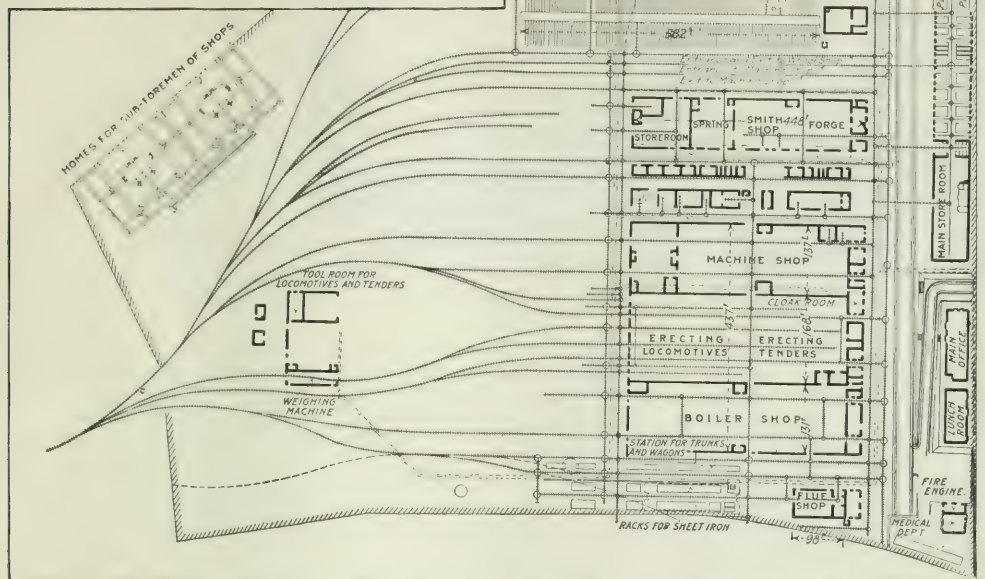 HOMES FOR SUB-FOREMEN OF SHOPS
662'
C
STOREROOM
SPRING
SMITH
SHOP
448'
FORGE
MAIN STORE ROOM
MACHINE SHOP
137'
TOOL ROOM FOR
LOCOMOTIVES AND TENDERS
CLOAK ROOM
437'
168'
ERECTING
LOCOMOTIVES
ERECTING
TENDERS
MAIN
OFFICE
LUNCH
ROOM
WEIGHING
MACHINE
BOILER SHOP
131'
STATION FOR TRUNKS
AND WAGONS
FLUE
SHOP
FIRE
ENGINE.
MEDICAL
DEPT
RACKS FOR SHEET IRON
98'